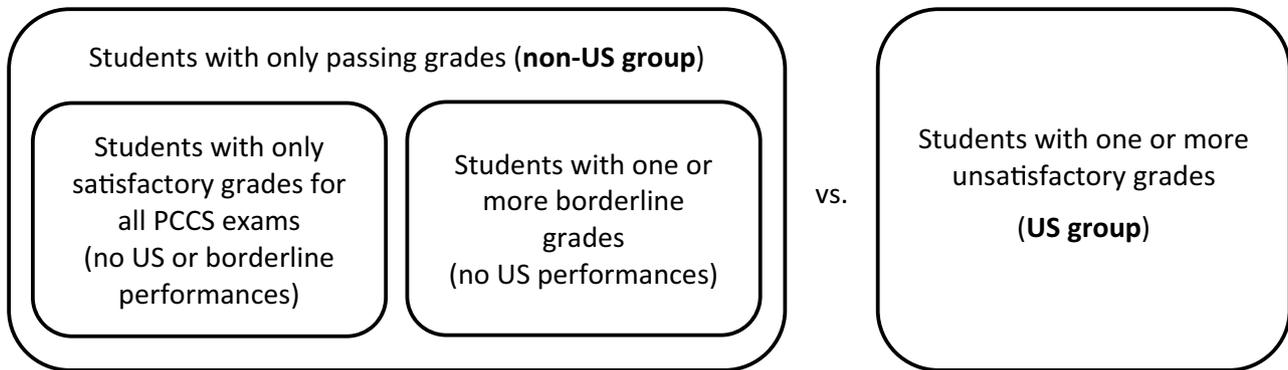 Students with only passing grades (non-US group)
Students with only
satisfactory grades for
all PCCS exams
(no US or borderline
performances)
Students with one or
more borderline
grades
(no US performances)
vs.
Students with one or more
unsatisfactory grades
(US group)